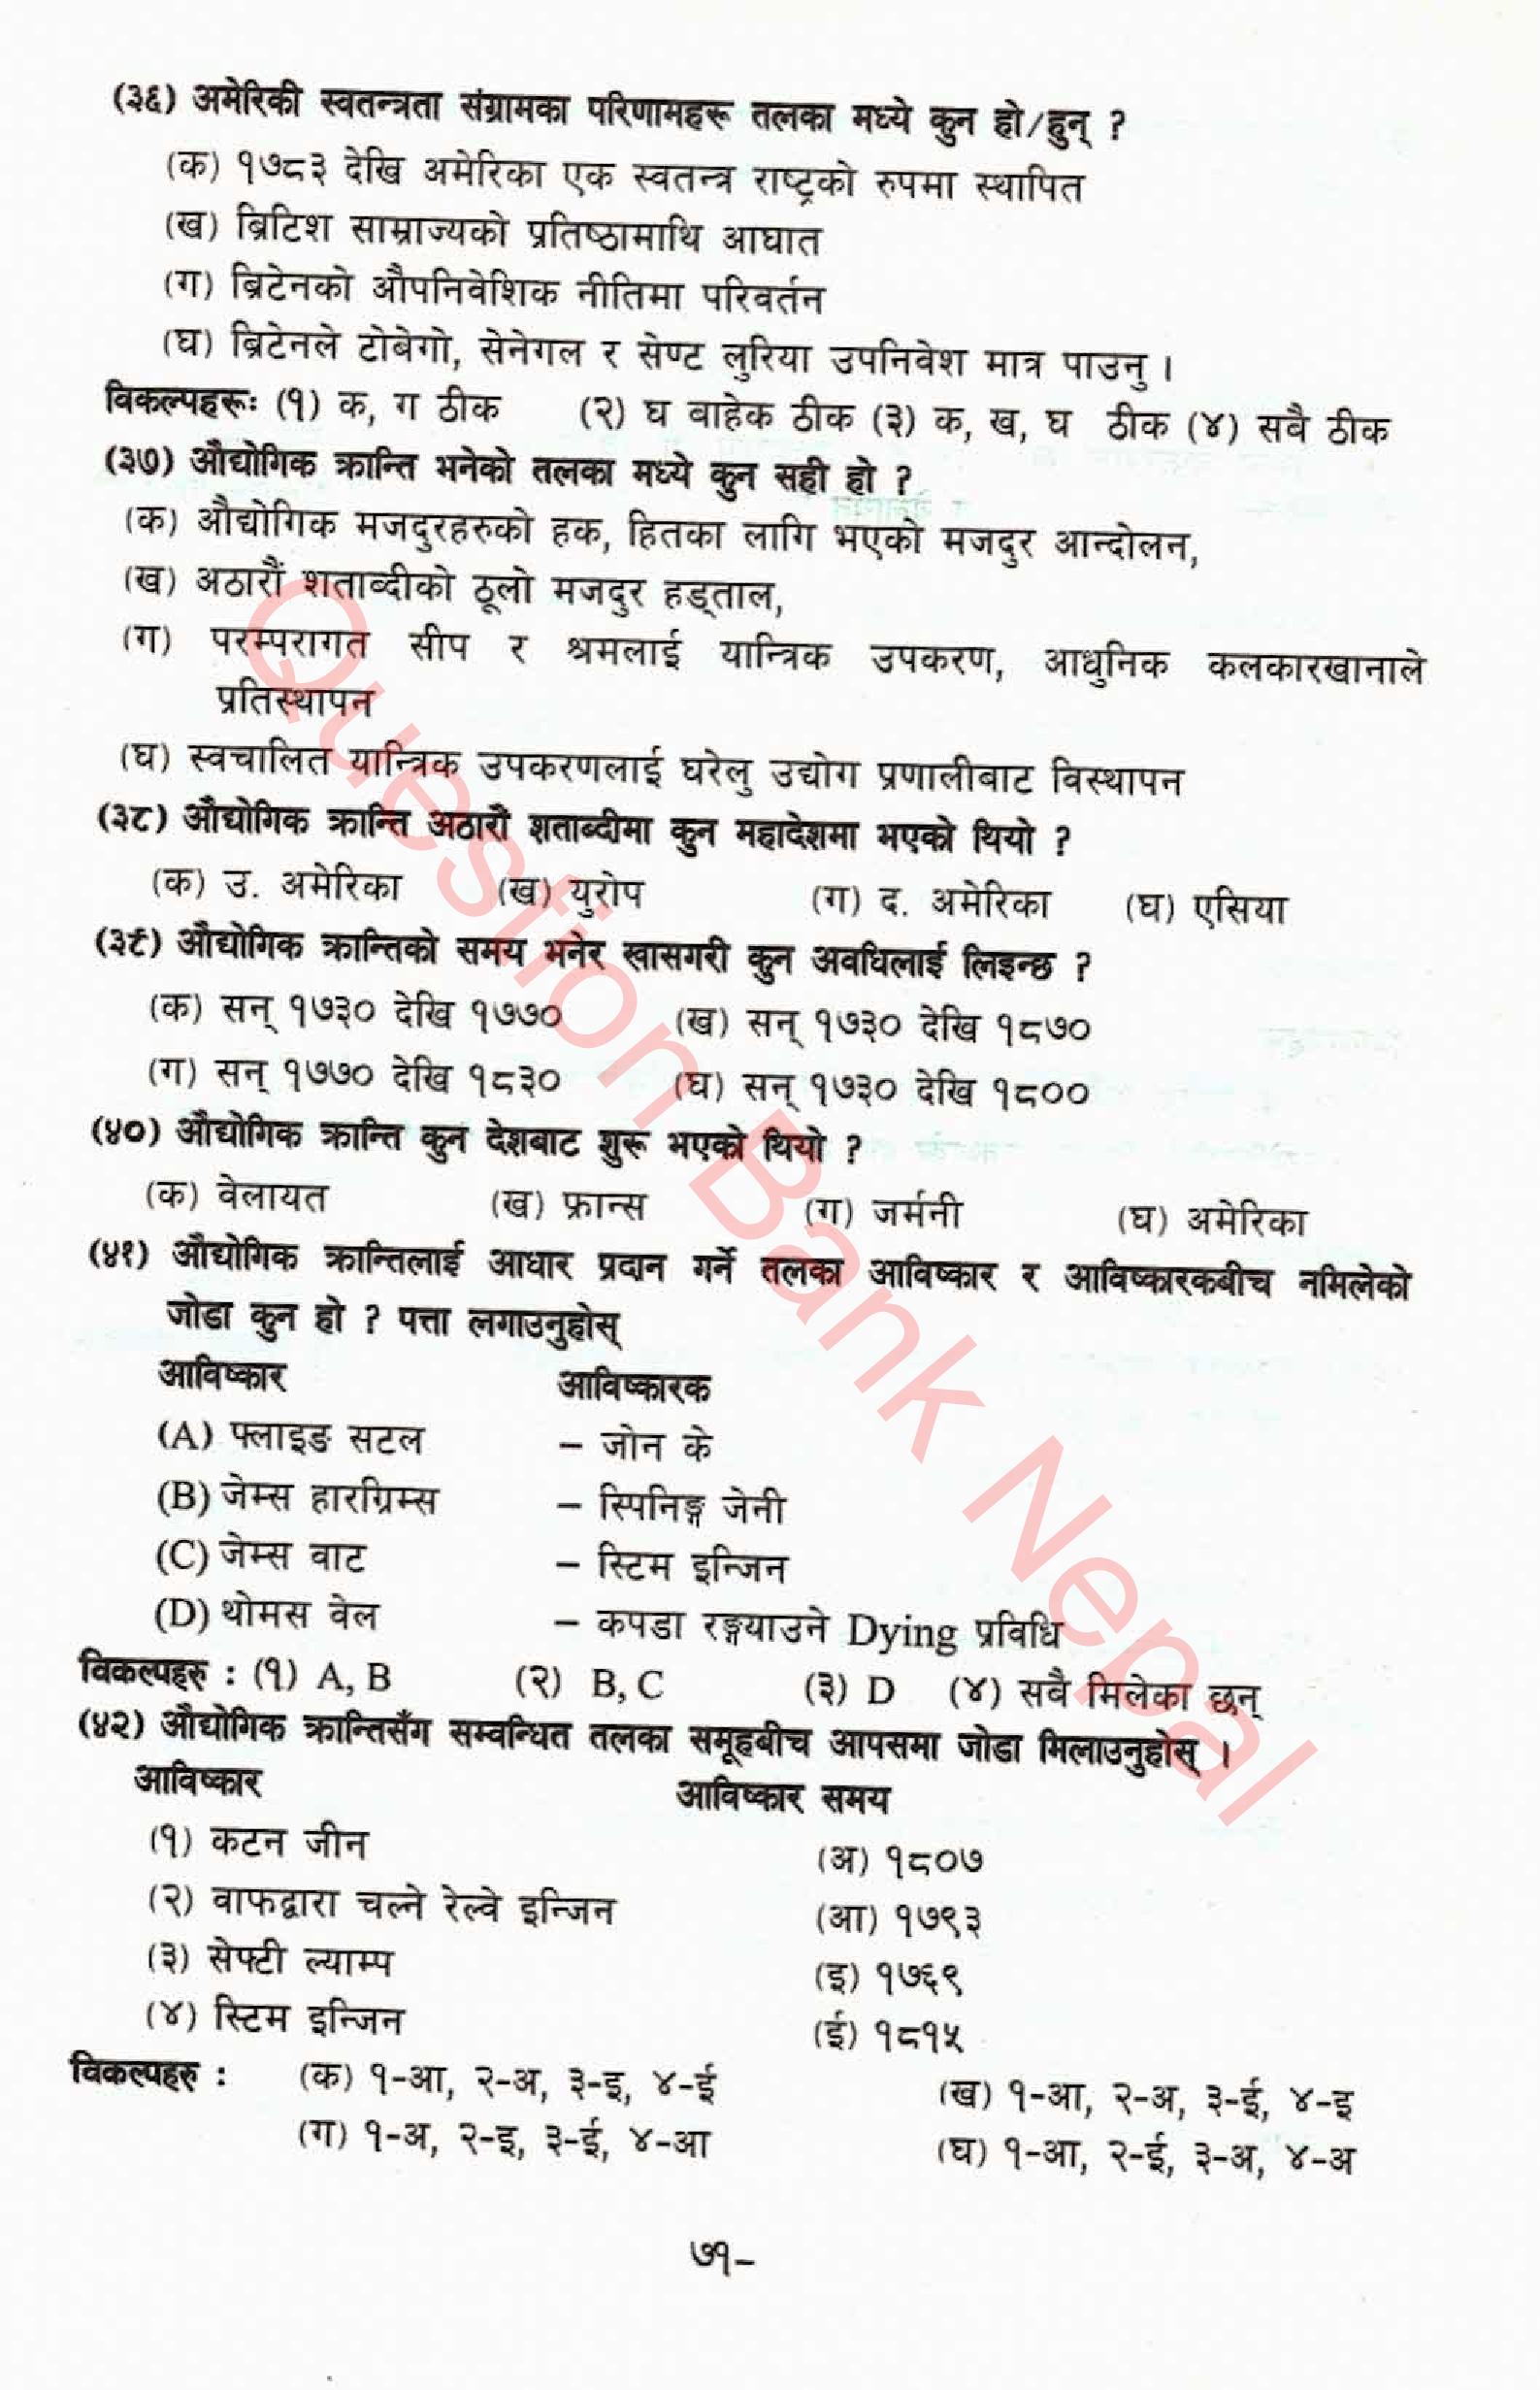 (३६) अमेरिकी स्वतन्त्रता संग्रामका परिणामहरू तलका मध्ये कुन हो/हुन् ?
(क) १७८३ देखि अमेरिका एक स्वतन्त्र राष्ट्रको रुपमा स्थापित
(ख) ब्रिटिश साम्राज्यको प्रतिष्ठामाथि आघात
(ग) ब्रिटेनको औपनिवेशिक नीतिमा परिवर्तन
(घ) ब्रिटेनले टोबेगो, सेनेगल र सेण्ट लुरिया उपनिवेश मात्र पाउनु ।
विकल्पहरूः (१) क, ग ठीक (२) घ बाहेक ठीक (३) क, ख, घ ठीक (४) सवै ठीक
(३७) औद्योगिक क्रान्ति भनेको तलका मध्ये कुन सही हो ?
(क) औद्योगिक मजदुरहरुको हक, हितका लागि भएको मजदुर आन्दोलन,
(ख) अठारौं शताब्दीको ठूलो मजदुर हड्ताल,
(ग) परम्परागत सीप र श्रमलाई यान्त्रिक उपकरण, आधुनिक कलकारखानाले
प्रतिस्थापन
(घ) स्वचालित यान्त्रिक उपकरणलाई घरेलु उद्योग प्रणालीबाट विस्थापन
(३८) औद्योगिक क्रान्ति अठारौं शताब्दीमा कुन महादेशमा भएको थियो ?
(क) उ. अमेरिका (ख) युरोप (ग) द. अमेरिका (घ) एसिया
(३९) औद्योगिक क्रान्तिको समय भनेर खासगरी कुन अवधिलाई लिइन्छ ?
(क) सन् १७३० देखि १७७० (ख) सन् १७३० देखि १८७०
(ग) सन् १७७० देखि १८३० (घ) सन् १७३० देखि १८००
(४०) औद्योगिक क्रान्ति कुन देशबाट शुरू भएको थियो ?
(क) वेलायत (ख) फ्रान्स (ग) जर्मनी (घ) अमेरिका
(४१) औद्योगिक क्रान्तिलाई आधार प्रदान गर्ने तलका आविष्कार र आविष्कारकबीच नमिलेको
जोडा कुन हो ? पत्ता लगाउनुहोस्
आविष्कार आविष्कारक
(A) फ्लाइङ सटल – जोन के
(B) जेम्स हारग्रिम्स – स्पिनिङ्ग जेनी
(C) जेम्स वाट – स्टिम इन्जिन
(D) थोमस वेल – कपडा रङ्गयाउने Dying प्रविधि
विकल्पहरु : (१) A, B (२) B, C (३) D (४) सवै मिलेका छन्
(४२) औद्योगिक क्रान्तिसँग सम्वन्धित तलका समूहबीच आपसमा जोडा मिलाउनुहोस् ।
आविष्कार आविष्कार समय
(१) कटन जीन (अ) १८०७
(२) वाफद्वारा चल्ने रेल्वे इन्जिन (आ) १७९३
(३) सेफ्टी ल्याम्प (इ) १७६९
(४) स्टिम इन्जिन (ई) १८१५
विकल्पहरु : (क) १-आ, २-अ, ३-इ, ४-ई (ख) १-आ, २-अ, ३-ई, ४-इ
(ग) १-अ, २-इ, ३-ई, ४-आ (घ) १-आ, २-ई, ३-अ, ४-अ
७१–
Question Bank Nepal